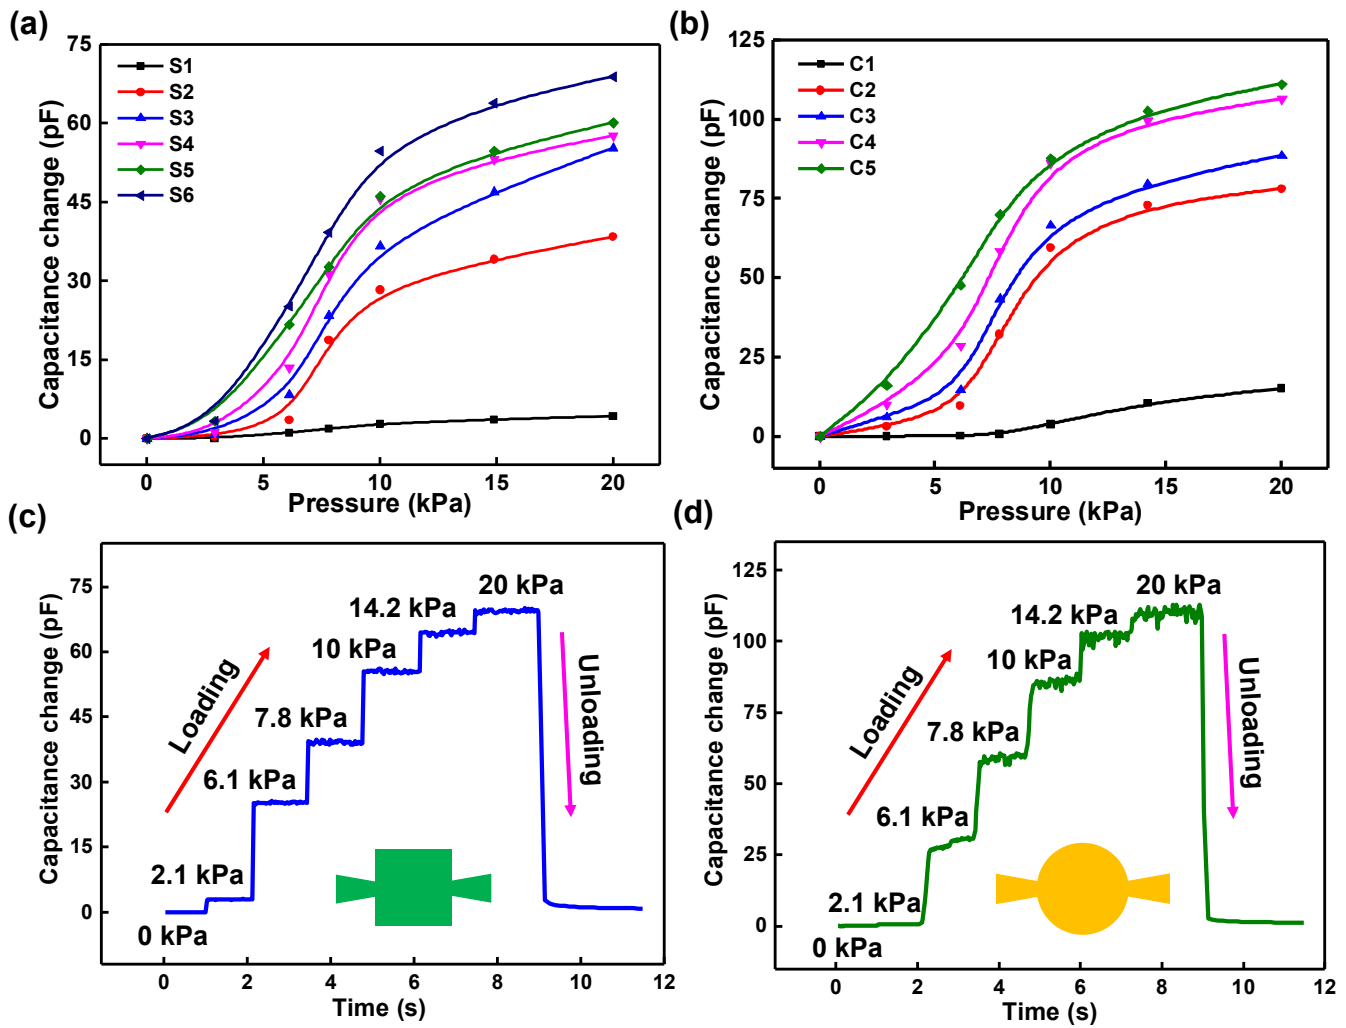 (a)
75
60
45
30
15
0
Capacitance change (pF)
S1
S2
S3
S4
S5
S6
0 5 10 15 20
Pressure (kPa)
(b)
125
100
75
50
25
0
Capacitance change (pF)
C1
C2
C3
C4
C5
0 5 10 15 20
Pressure (kPa)
(c)
75
60
45
30
15
0
Capacitance change (pF)
20 kPa
14.2 kPa
10 kPa
7.8 kPa
6.1 kPa
2.1 kPa
0 kPa
Loading
Unloading
0 2 4 6 8 10 12
Time (s)
(d)
125
100
75
50
25
0
Capacitance change (pF)
20 kPa
14.2 kPa
10 kPa
7.8 kPa
6.1 kPa
2.1 kPa
0 kPa
Loading
Unloading
0 2 4 6 8 10 12
Time (s)